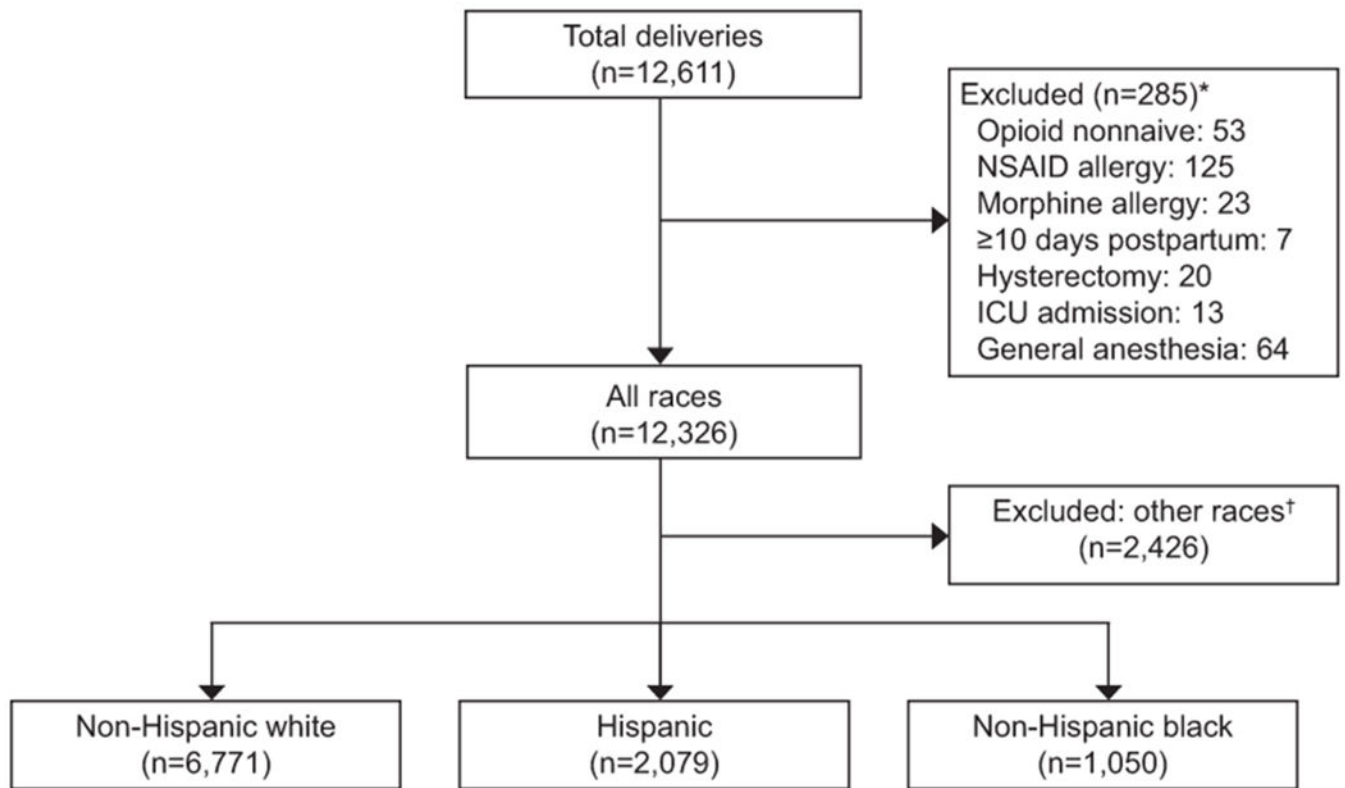 Total deliveries
(n=12,611)
Excluded (n=285)*
Opioid nonnaive: 53
NSAID allergy: 125
Morphine allergy: 23
≥10 days postpartum: 7
Hysterectomy: 20
ICU admission: 13
General anesthesia: 64
All races
(n=12,326)
Excluded: other races†
(n=2,426)
Non-Hispanic white
(n=6,771)
Hispanic
(n=2,079)
Non-Hispanic black
(n=1,050)